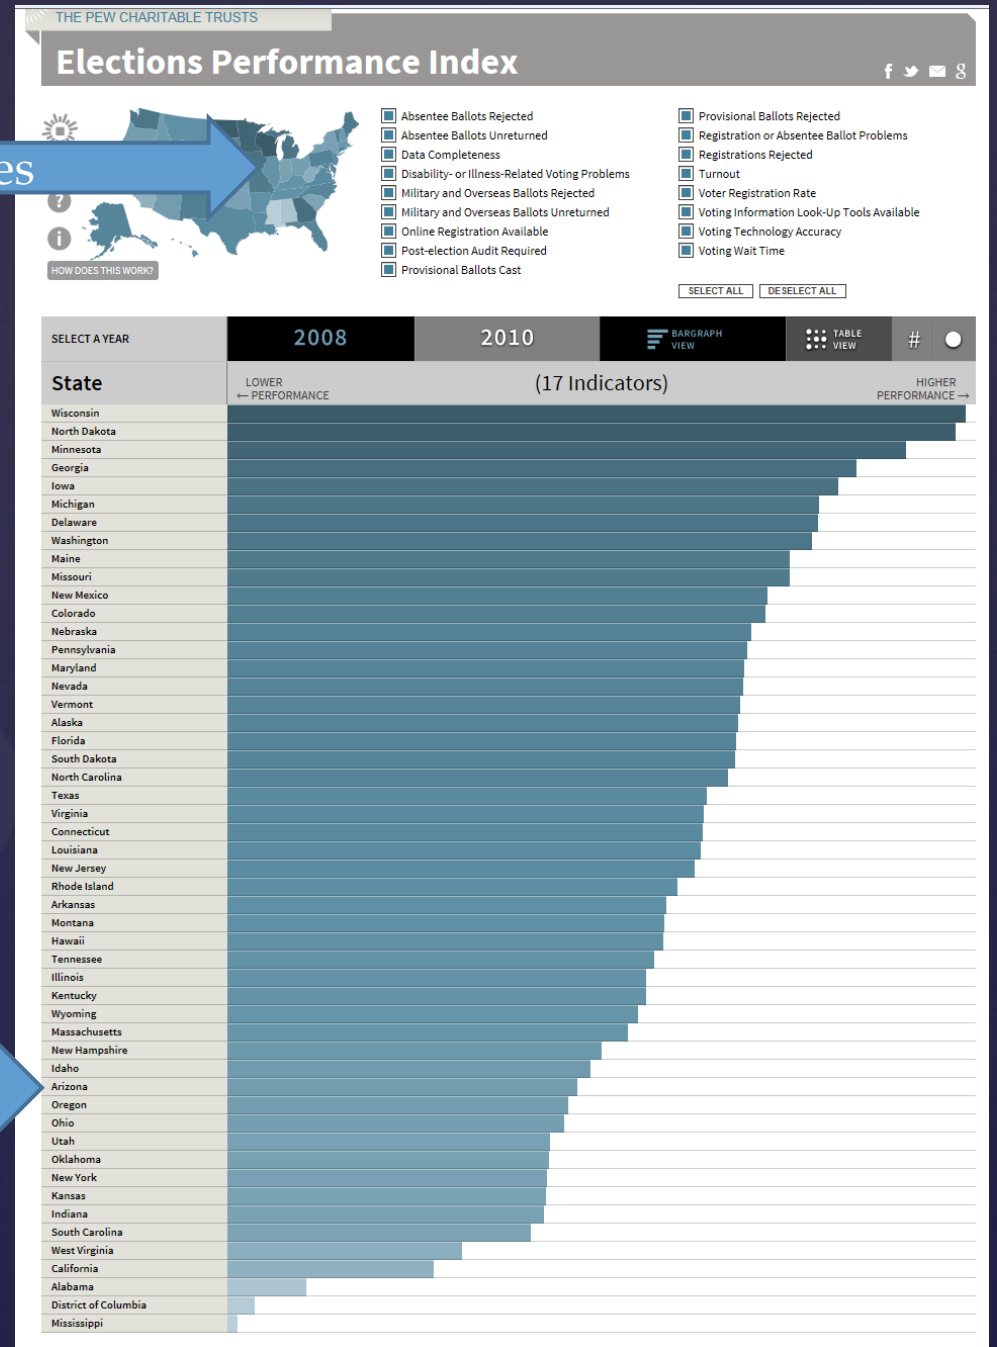 THE PEW CHARITABLE TRUSTS
Elections Performance Index
es
?
i
HOW DOES THIS WORK?
Absentee Ballots Rejected
Absentee Ballots Unreturned
Data Completeness
Disability- or Illness-Related Voting Problems
Military and Overseas Ballots Rejected
Military and Overseas Ballots Unreturned
Online Registration Available
Post-election Audit Required
Provisional Ballots Cast
Provisional Ballots Rejected
Registration or Absentee Ballot Problems
Registrations Rejected
Turnout
Voter Registration Rate
Voting Information Look-Up Tools Available
Voting Technology Accuracy
Voting Wait Time
SELECT ALL DESELECT ALL
SELECT A YEAR 2008 2010 BARGRAPH VIEW TABLE VIEW #
State LOWER ← PERFORMANCE (17 Indicators) HIGHER PERFORMANCE →
Wisconsin
North Dakota
Minnesota
Georgia
Iowa
Michigan
Delaware
Washington
Maine
Missouri
New Mexico
Colorado
Nebraska
Pennsylvania
Maryland
Nevada
Vermont
Alaska
Florida
South Dakota
North Carolina
Texas
Virginia
Connecticut
Louisiana
New Jersey
Rhode Island
Arkansas
Montana
Hawaii
Tennessee
Illinois
Kentucky
Wyoming
Massachusetts
New Hampshire
Idaho
Arizona
Oregon
Ohio
Utah
Oklahoma
New York
Kansas
Indiana
South Carolina
West Virginia
California
Alabama
District of Columbia
Mississippi